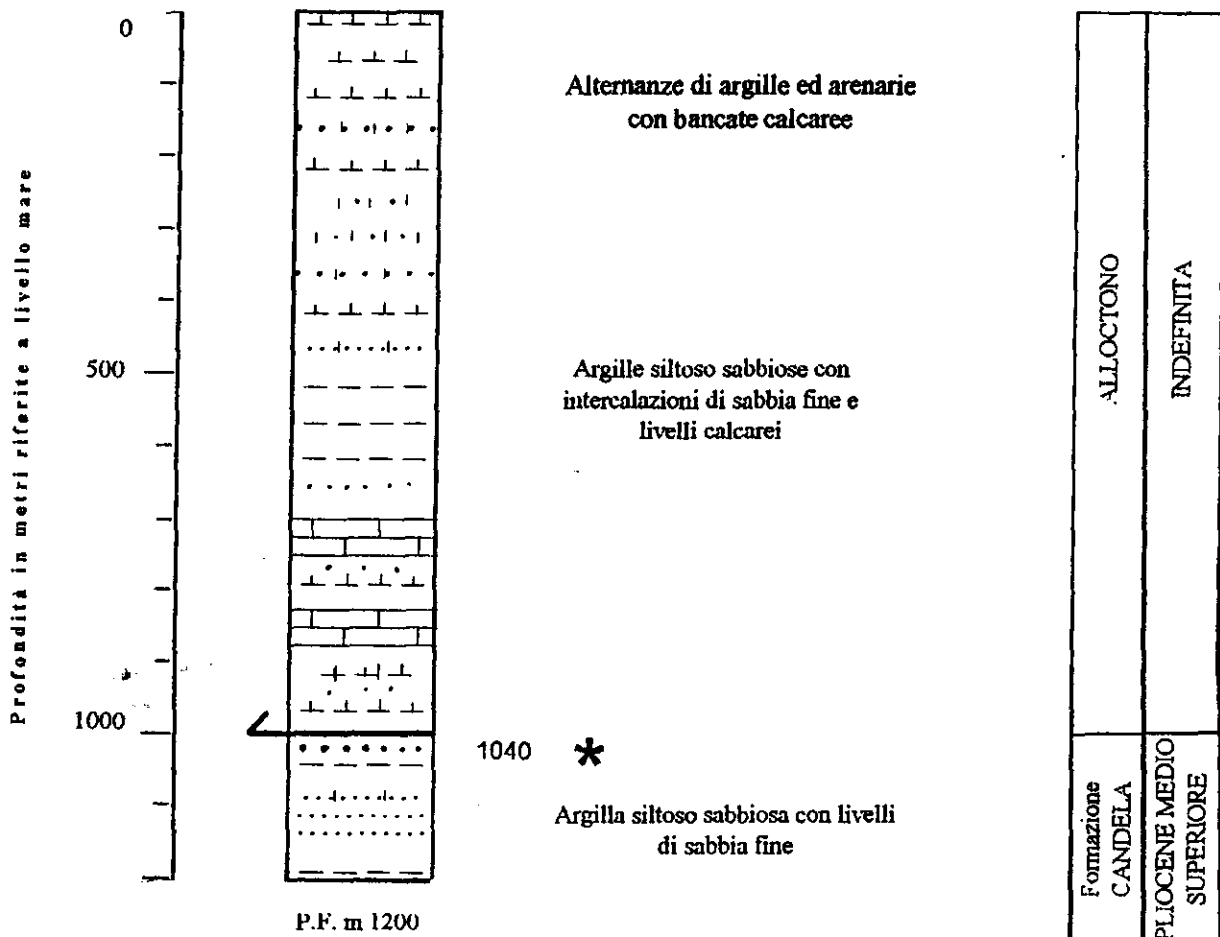 0
500
1000
Profondità in metri riferite a livello mare
Alternanze di argille ed arenarie
con bancate calcaree
Argille siltoso sabbiose con
intercalazioni di sabbia fine e
livelli calcarei
1040 *
Argilla siltoso sabbiosa con livelli
di sabbia fine
P.F. m 1200
ALLOCTONO
INDEFINITA
Formazione
CANDELA
PLIOCENE MEDIO
SUPERIORE